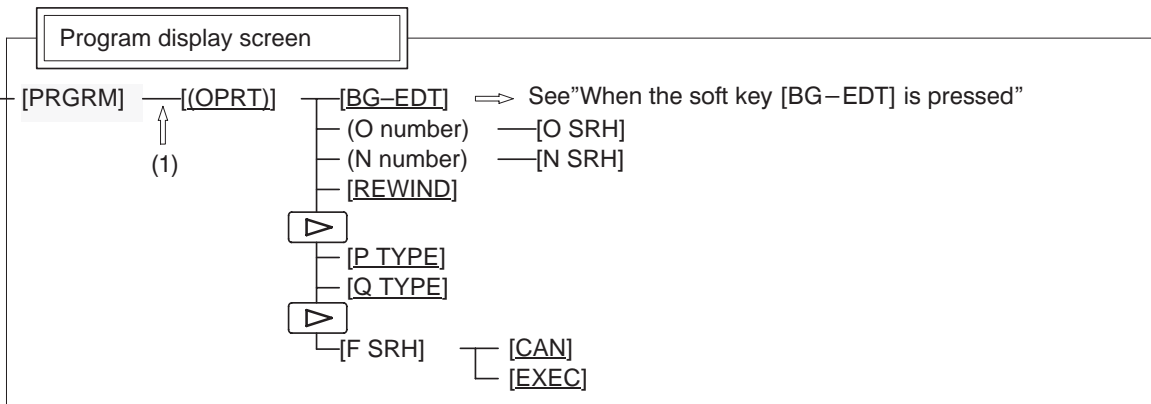 Program display screen
[PRGRM] [(OPRT)] [BG–EDT] See”When the soft key [BG–EDT] is pressed”
(O number) [O SRH]
(1) (N number) [N SRH]
[REWIND]
[P TYPE]
[Q TYPE]
[F SRH] [CAN]
[EXEC]